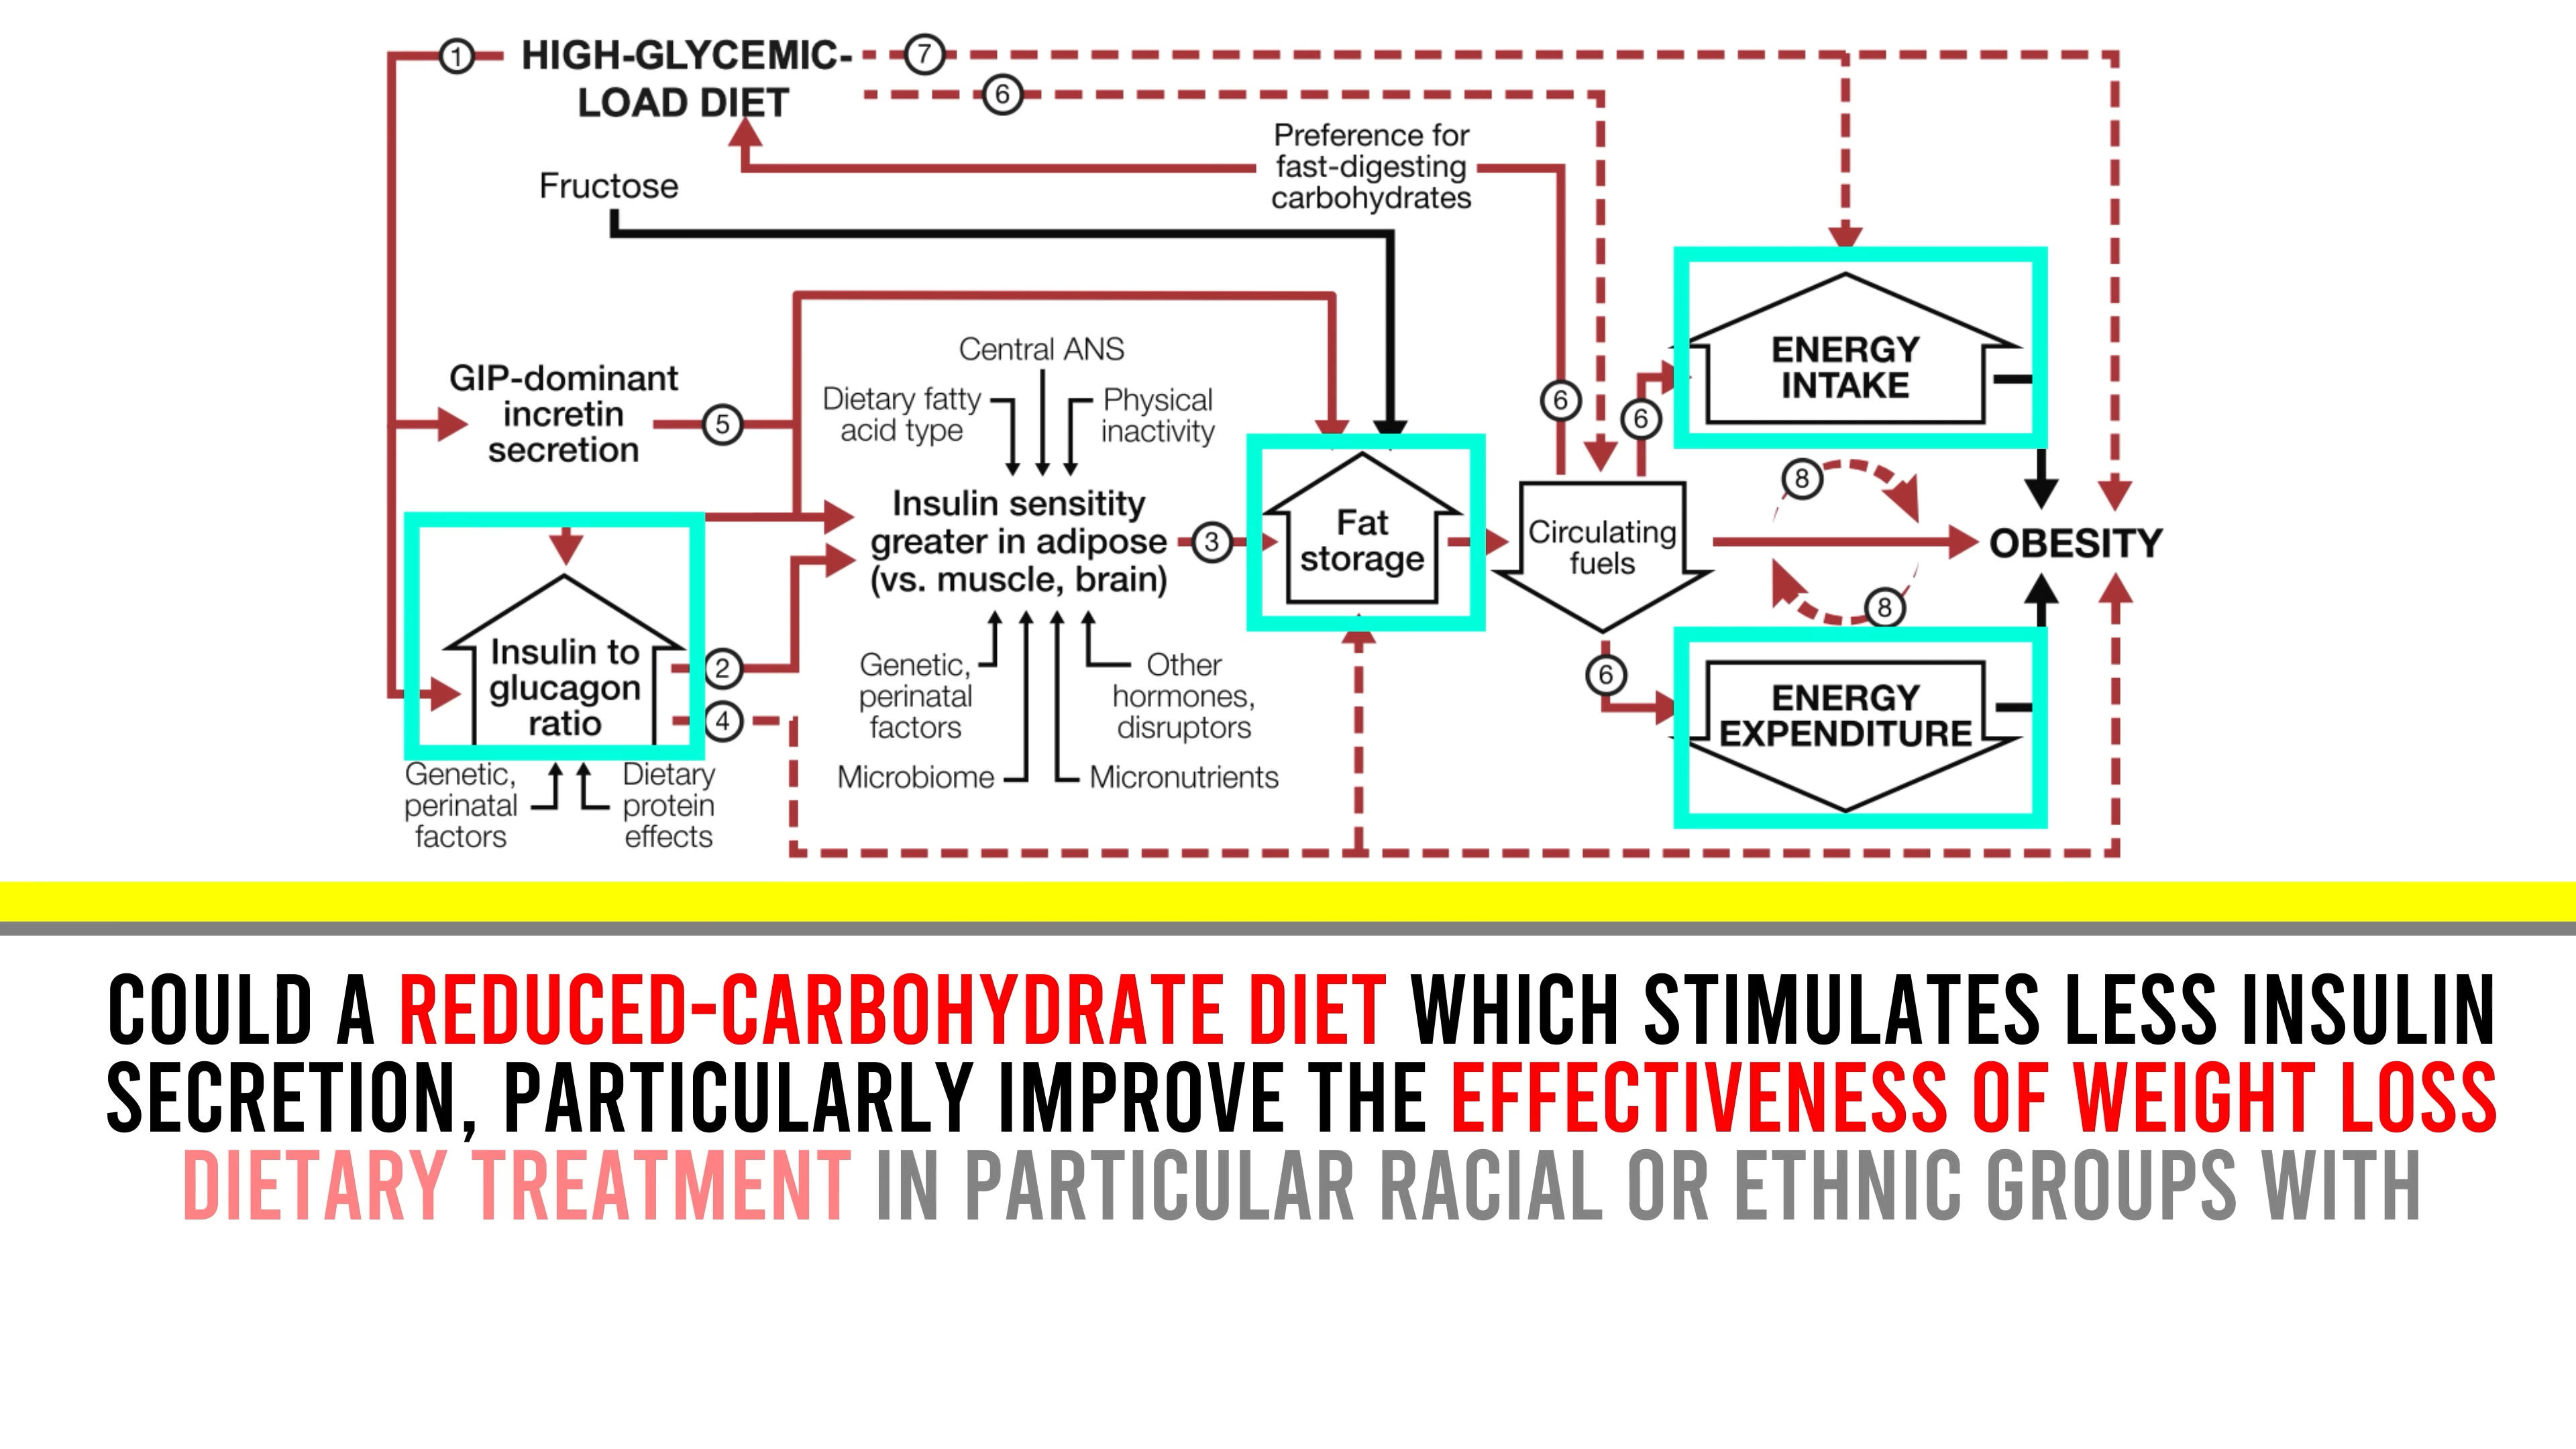 1
HIGH-GLYCEMIC-
LOAD DIET
7
6
Preference for
fast-digesting
carbohydrates
Fructose
Central ANS
GIP-dominant
incretin
secretion
5
Dietary fatty
acid type
Physical
inactivity
6
6
ENERGY
INTAKE
8
Insulin sensitity
greater in adipose
(vs. muscle, brain)
3
Fat
storage
Circulating
fuels
OBESITY
8
Insulin to
glucagon
ratio
2
4
Genetic,
perinatal
factors
Other
hormones,
disruptors
6
ENERGY
EXPENDITURE
Microbiome
Micronutrients
Genetic,
perinatal
factors
Dietary
protein
effects
COULD A REDUCED-CARBOHYDRATE DIET WHICH STIMULATES LESS INSULIN
SECRETION, PARTICULARLY IMPROVE THE EFFECTIVENESS OF WEIGHT LOSS
DIETARY TREATMENT IN PARTICULAR RACIAL OR ETHNIC GROUPS WITH